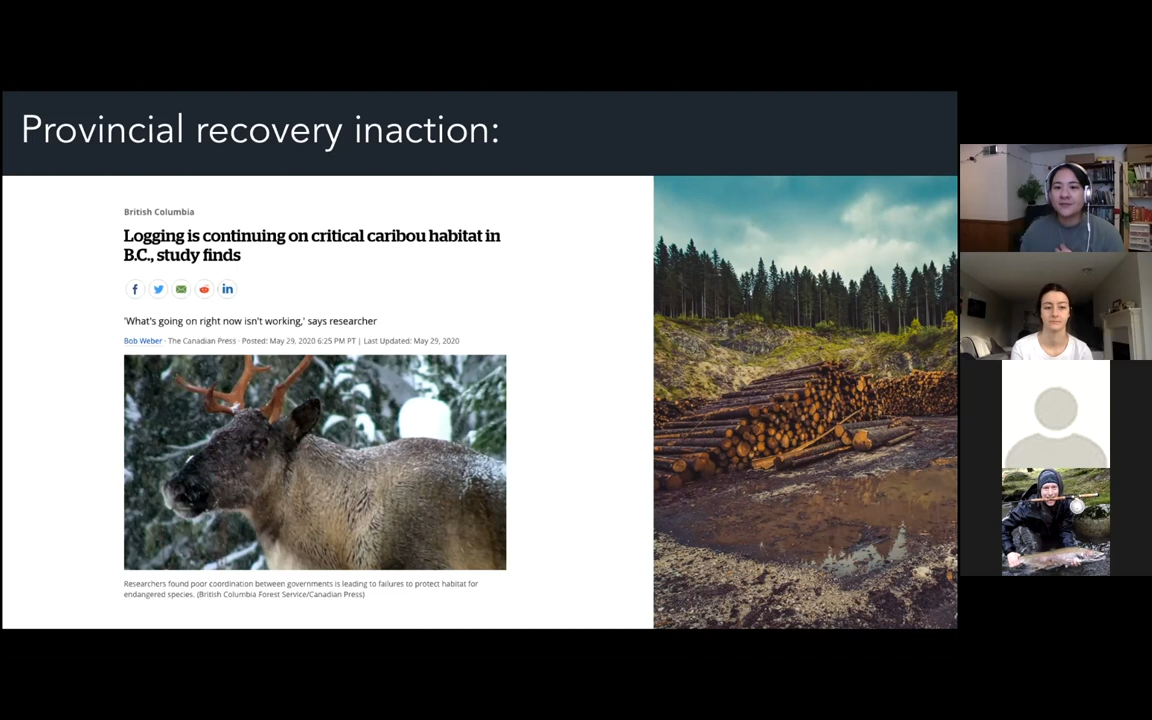 Provincial recovery inaction:
British Columbia
Logging is continuing on critical caribou habitat in
B.C., study finds
'What's going on right now isn't working,' says researcher
Bob Weber · The Canadian Press · Posted: May 29, 2020 6:25 PM PT | Last Updated: May 29, 2020
Researchers found poor coordination between governments is leading to failures to protect habitat for
endangered species. (British Columbia Forest Service/Canadian Press)